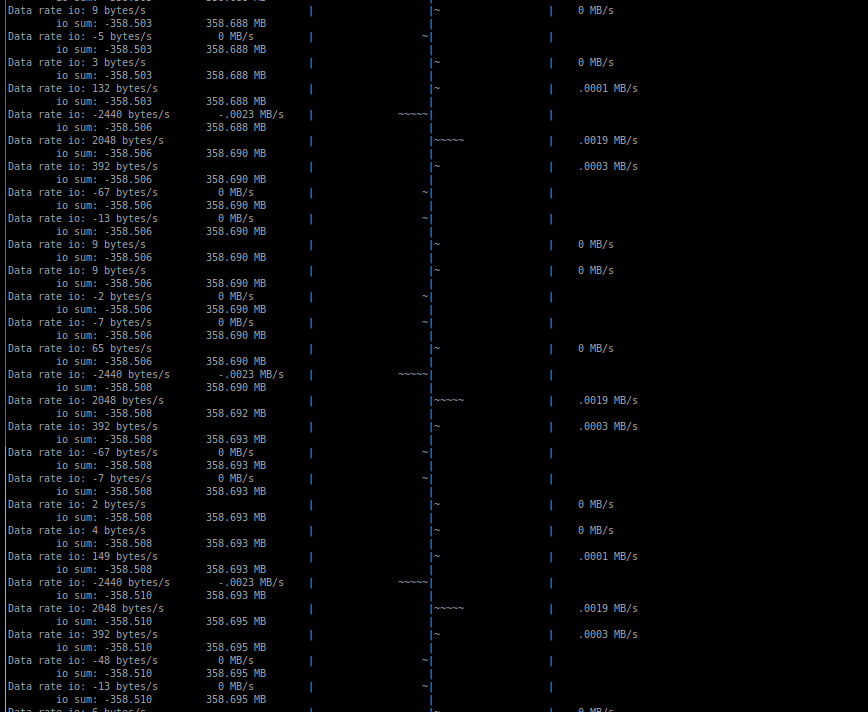 Data rate io: 9 bytes/s | |~ | 0 MB/s
io sum: -358.503 358.688 MB |
Data rate io: -5 bytes/s 0 MB/s | ~| |
io sum: -358.503 358.688 MB |
Data rate io: 3 bytes/s | |~ | 0 MB/s
io sum: -358.503 358.688 MB |
Data rate io: 132 bytes/s | |~ | .0001 MB/s
io sum: -358.503 358.688 MB |
Data rate io: -2440 bytes/s -.0023 MB/s | ~~~~~| |
io sum: -358.506 358.688 MB |
Data rate io: 2048 bytes/s | |~~~~~ | .0019 MB/s
io sum: -358.506 358.690 MB |
Data rate io: 392 bytes/s | |~ | .0003 MB/s
io sum: -358.506 358.690 MB |
Data rate io: -67 bytes/s 0 MB/s | ~| |
io sum: -358.506 358.690 MB |
Data rate io: -13 bytes/s 0 MB/s | ~| |
io sum: -358.506 358.690 MB |
Data rate io: 9 bytes/s | |~ | 0 MB/s
io sum: -358.506 358.690 MB |
Data rate io: 9 bytes/s | |~ | 0 MB/s
io sum: -358.506 358.690 MB |
Data rate io: -2 bytes/s 0 MB/s | ~| |
io sum: -358.506 358.690 MB |
Data rate io: -7 bytes/s 0 MB/s | ~| |
io sum: -358.506 358.690 MB |
Data rate io: 65 bytes/s | |~ | 0 MB/s
io sum: -358.506 358.690 MB |
Data rate io: -2440 bytes/s -.0023 MB/s | ~~~~~| |
io sum: -358.508 358.690 MB |
Data rate io: 2048 bytes/s | |~~~~~ | .0019 MB/s
io sum: -358.508 358.692 MB |
Data rate io: 392 bytes/s | |~ | .0003 MB/s
io sum: -358.508 358.693 MB |
Data rate io: -67 bytes/s 0 MB/s | ~| |
io sum: -358.508 358.693 MB |
Data rate io: -7 bytes/s 0 MB/s | ~| |
io sum: -358.508 358.693 MB |
Data rate io: 2 bytes/s | |~ | 0 MB/s
io sum: -358.508 358.693 MB |
Data rate io: 4 bytes/s | |~ | 0 MB/s
io sum: -358.508 358.693 MB |
Data rate io: 149 bytes/s | |~ | .0001 MB/s
io sum: -358.508 358.693 MB |
Data rate io: -2440 bytes/s -.0023 MB/s | ~~~~~| |
io sum: -358.510 358.693 MB |
Data rate io: 2048 bytes/s | |~~~~~ | .0019 MB/s
io sum: -358.510 358.695 MB |
Data rate io: 392 bytes/s | |~ | .0003 MB/s
io sum: -358.510 358.695 MB |
Data rate io: -48 bytes/s 0 MB/s | ~| |
io sum: -358.510 358.695 MB |
Data rate io: -13 bytes/s 0 MB/s | ~| |
io sum: -358.510 358.695 MB |